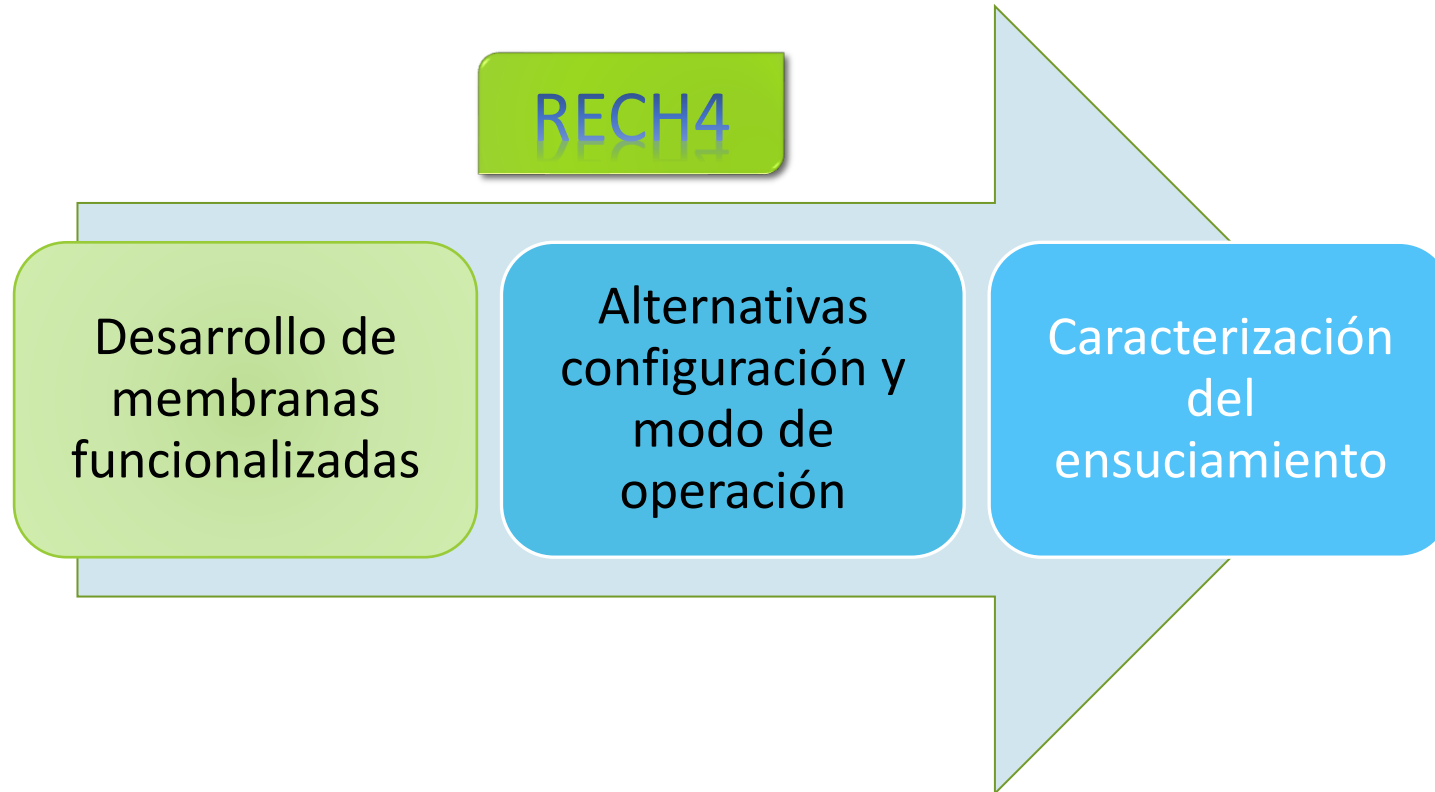 RECH4
Desarrollo de
membranas
funcionalizadas
Alternativas
configuración y
modo de
operación
Caracterización
del
ensuciamiento